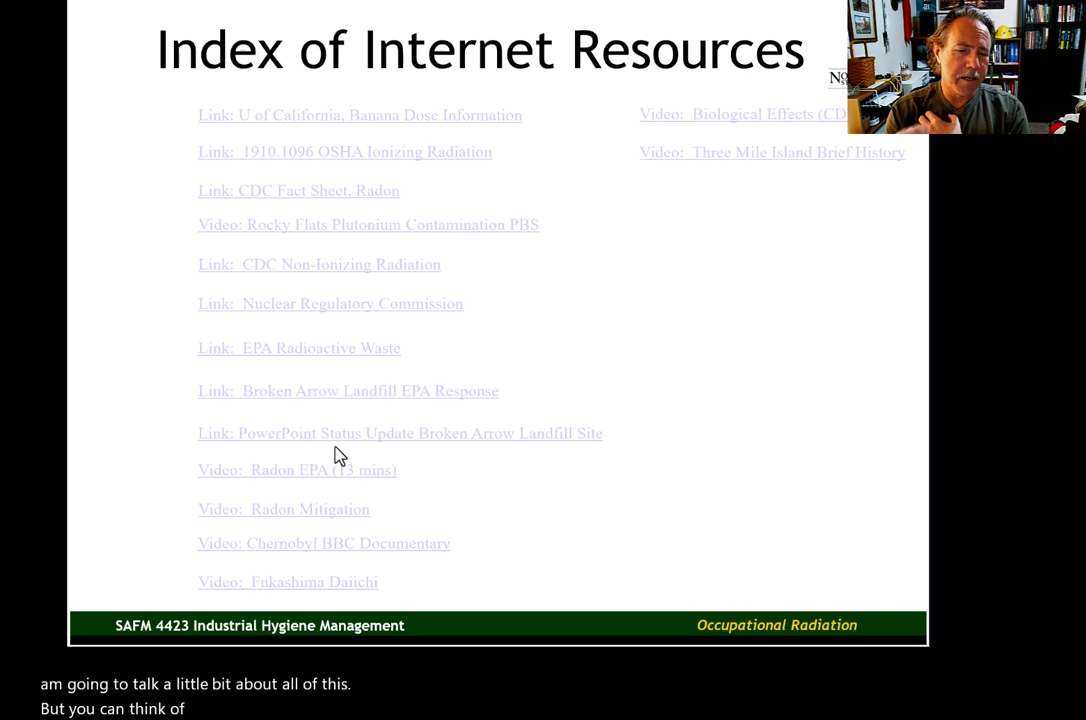 Index of Internet Resources
Link: U of California, Banana Dose Information
Link: 1910.1096 OSHA Ionizing Radiation
Link: CDC Fact Sheet, Radon
Video: Rocky Flats Plutonium Contamination PBS
Link: CDC Non-Ionizing Radiation
Link: Nuclear Regulatory Commission
Link: EPA Radioactive Waste
Link: Broken Arrow Landfill EPA Response
Link: PowerPoint Status Update Broken Arrow Landfill Site
Video: Radon EPA (13 mins)
Video: Radon Mitigation
Video: Chernobyl BBC Documentary
Video: Fukashima Daiichi
Video: Biological Effects (CD
Video: Three Mile Island Brief History
SAFM 4423 Industrial Hygiene Management
Occupational Radiation
am going to talk a little bit about all of this.
But you can think of